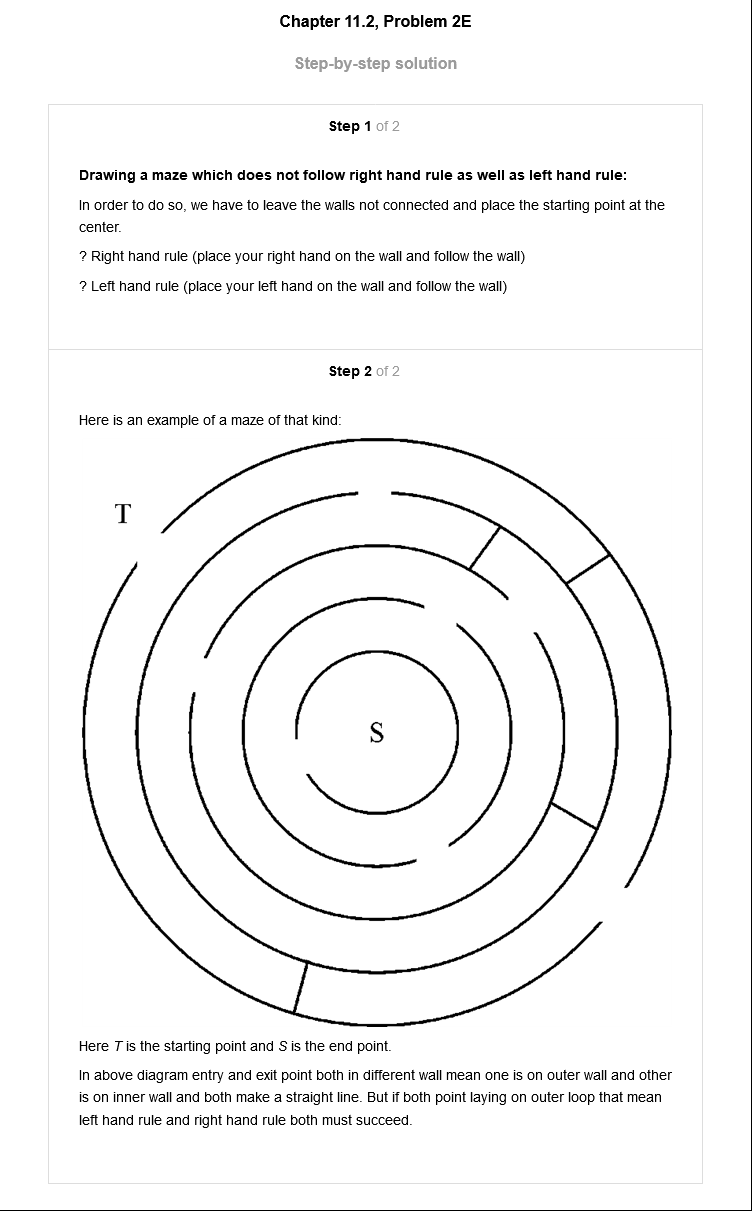 Chapter 11.2, Problem 2E
Step-by-step solution
Step 1 of 2
Drawing a maze which does not follow right hand rule as well as left hand rule:
In order to do so, we have to leave the walls not connected and place the starting point at the
center.
? Right hand rule (place your right hand on the wall and follow the wall)
? Left hand rule (place your left hand on the wall and follow the wall)
Step 2 of 2
Here is an example of a maze of that kind:
T
S
Here T is the starting point and S is the end point.
In above diagram entry and exit point both in different wall mean one is on outer wall and other
is on inner wall and both make a straight line. But if both point laying on outer loop that mean
left hand rule and right hand rule both must succeed.